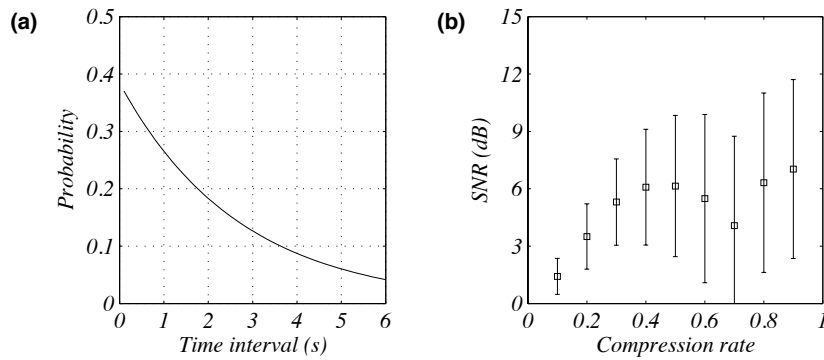 (a)
0.5
0.4
0.3
0.2
0.1
0
Probability
0 1 2 3 4 5 6
Time interval (s)
(b)
15
12
9
6
3
0
SNR (dB)
0 0.2 0.4 0.6 0.8 1
Compression rate